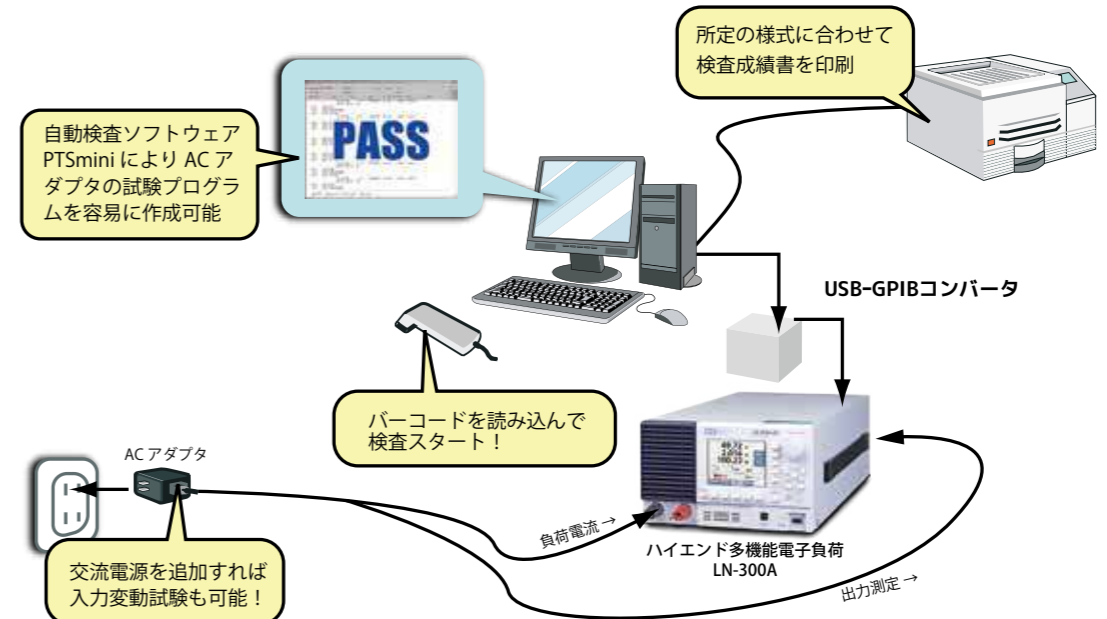 所定の様式に合わせて
検査成績書を印刷
自動検査ソフトウェア
PTSmini により AC ア
ダプタの試験プログラ
ムを容易に作成可能
PASS
USB-GPIBコンバータ
バーコードを読み込んで
検査スタート！
AC アダプタ
負荷電流→
ハイエンド多機能電子負荷
LN-300A
交流電源を追加すれば
入力変動試験も可能！
出力測定→